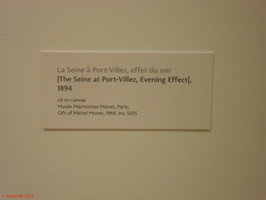 La Seine à Port-Villez, effet du soir
[The Seine at Port-Villez, Evening Effect],
1894
oil on canvas
Musée Marmottan Monet, Paris,
Gift of Michel Monet, 1966, Inv. 5025